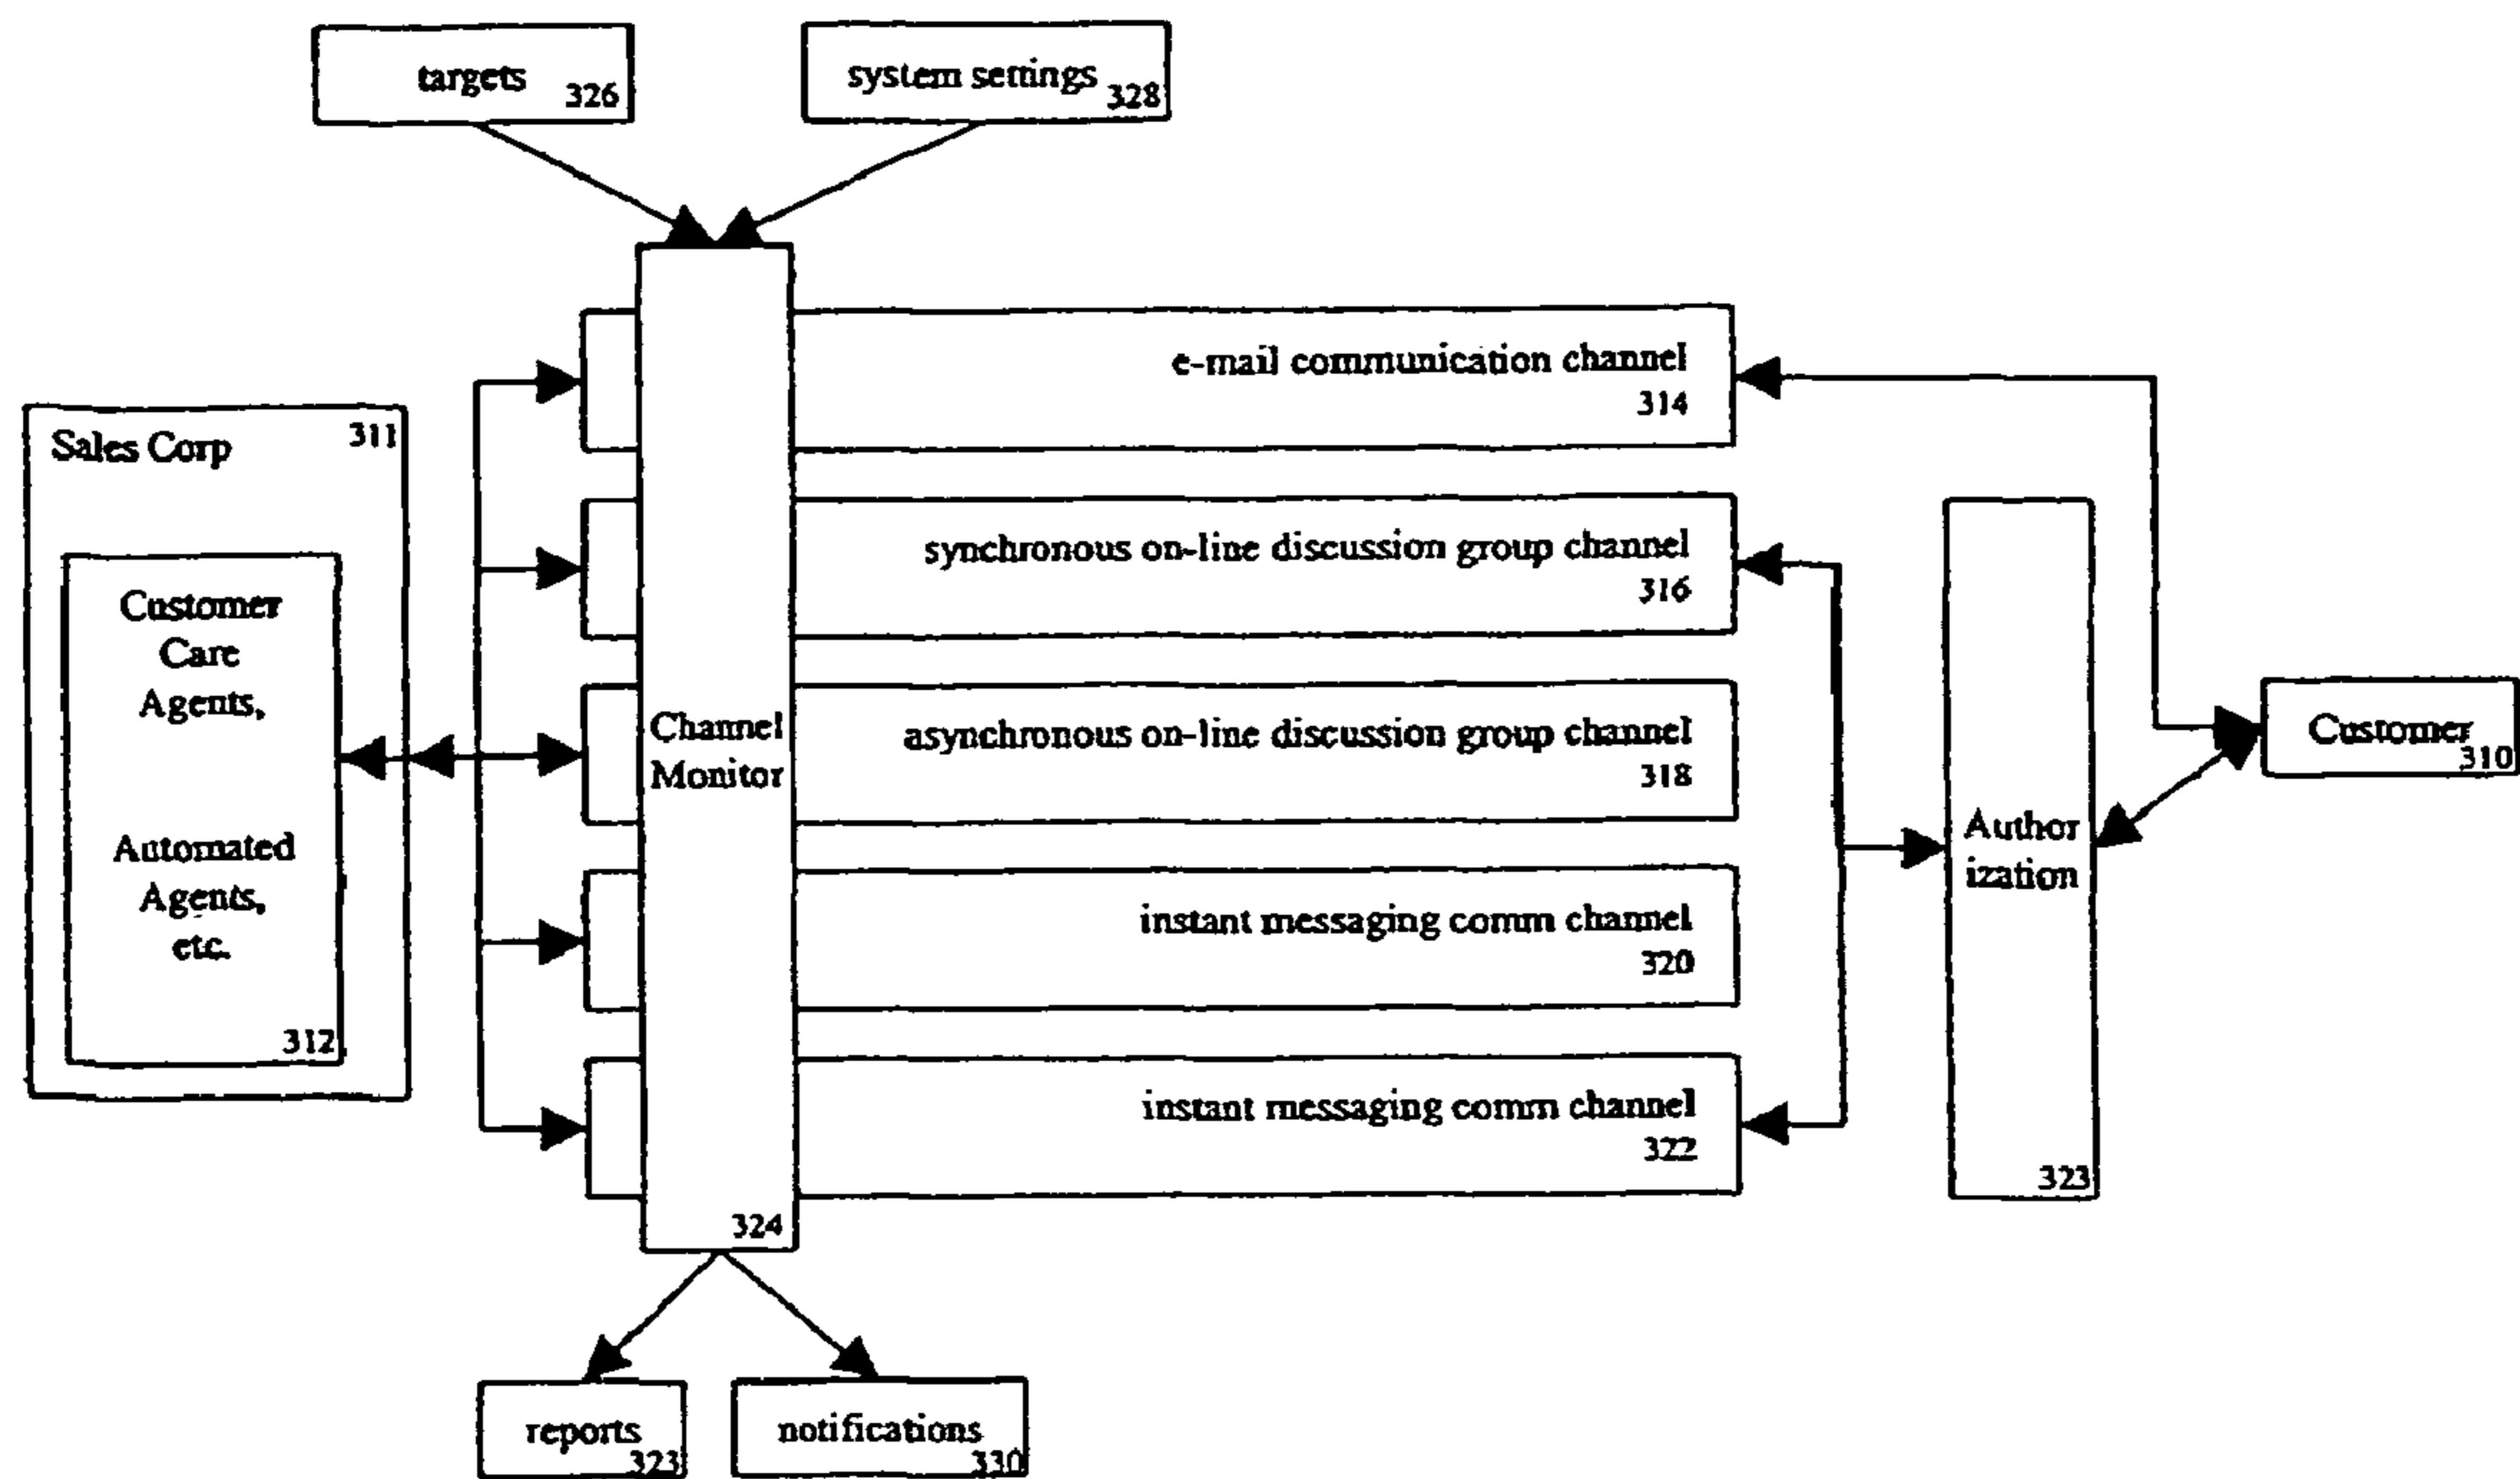 targets
326
system settings
328
e-mail communication channel
314
Sales Corp
311
synchronous on-line discussion group channel
316
Customer
Care
Agents,
Automated
Agents,
etc.
312
Channel
Monitor
324
asynchronous on-line discussion group channel
318
instant messaging comm channel
320
instant messaging comm channel
322
Author
ization
323
Customer
310
reports
323
notifications
330